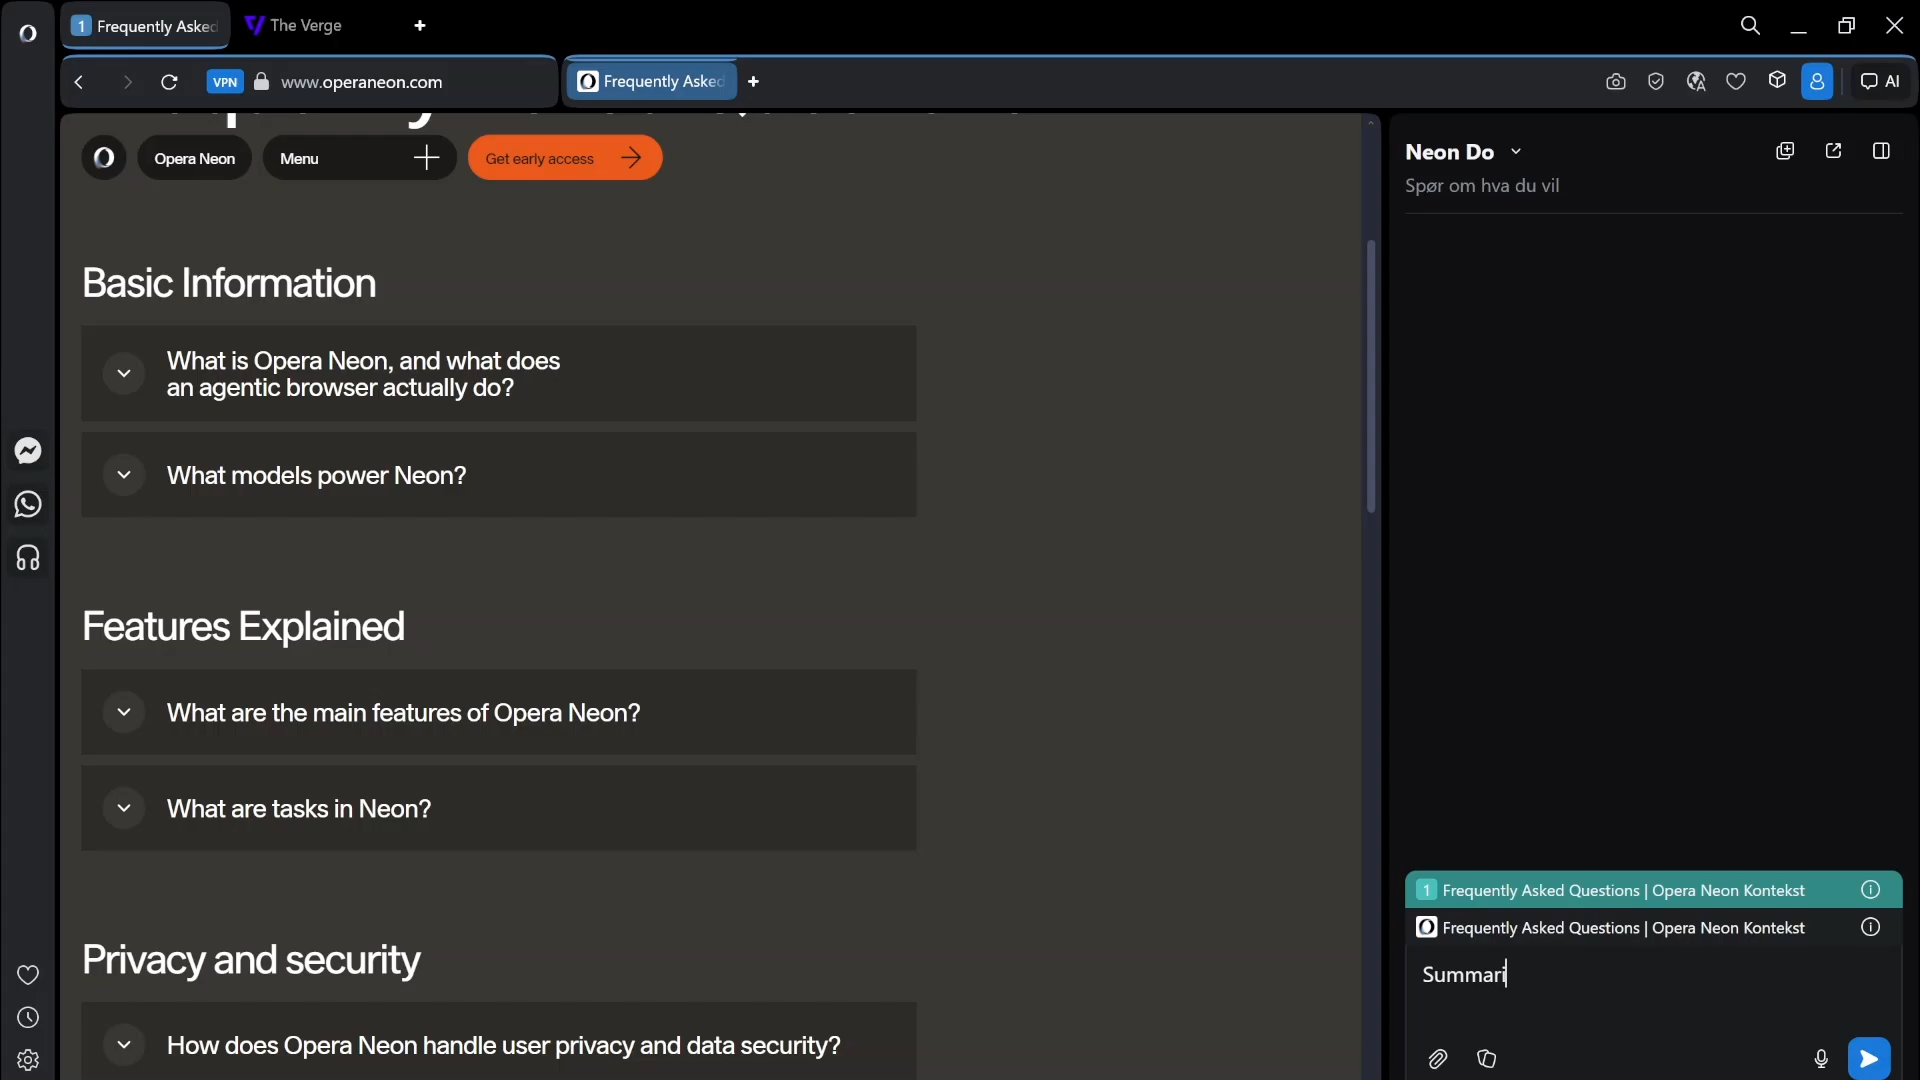 1 Frequently Asked
The Verge
VPN
www.operaneon.com
Frequently Asked
AI
Opera Neon
Menu
Get early access
Basic Information
What is Opera Neon, and what does
an agentic browser actually do?
What models power Neon?
Features Explained
What are the main features of Opera Neon?
What are tasks in Neon?
Privacy and security
How does Opera Neon handle user privacy and data security?
Neon Do
Spør om hva du vil
1 Frequently Asked Questions | Opera Neon Kontekst
Frequently Asked Questions | Opera Neon Kontekst
Summari